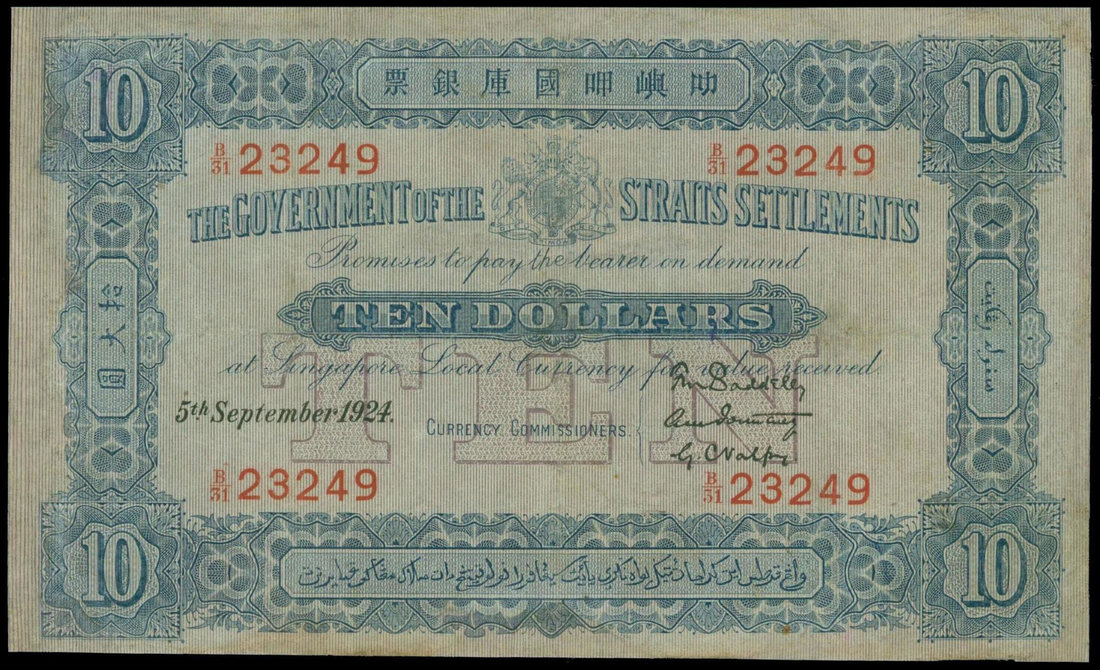 叻嶼呷國庫銀票
10
10
B/31 23249
B/31 23249
THE GOVERNMENT OF THE STRAITS SETTLEMENTS
Promises to pay the bearer on demand
拾大圓
TEN DOLLARS
TEN
at Singapore Local Currency for value received
5th September 1924.
CURRENCY COMMISSIONERS.
B/31 23249
B/31 23249
10
10